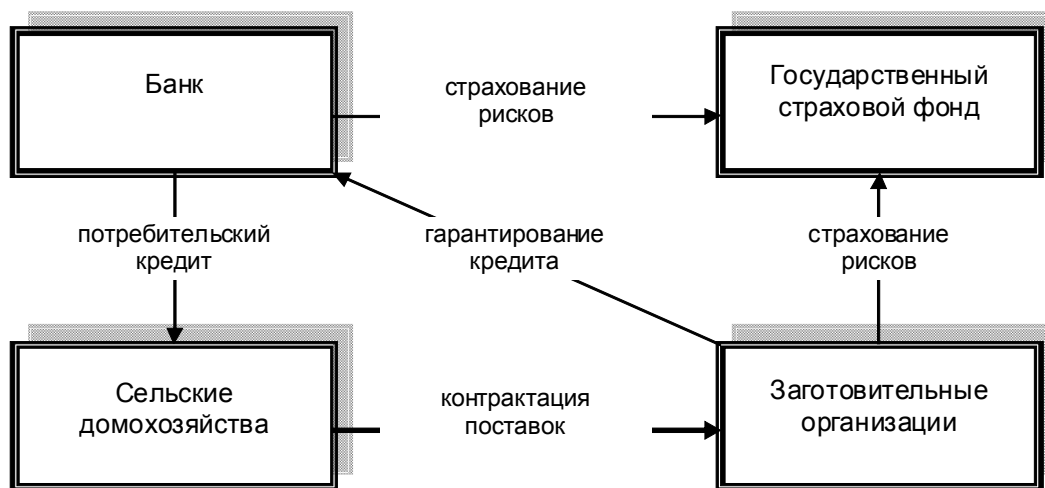 Банк
страхование
рисков
Государственный
страховой фонд
потребительский
кредит
гарантирование
кредита
страхование
рисков
Сельские
домохозяйства
контрактация
поставок
Заготовительные
организации